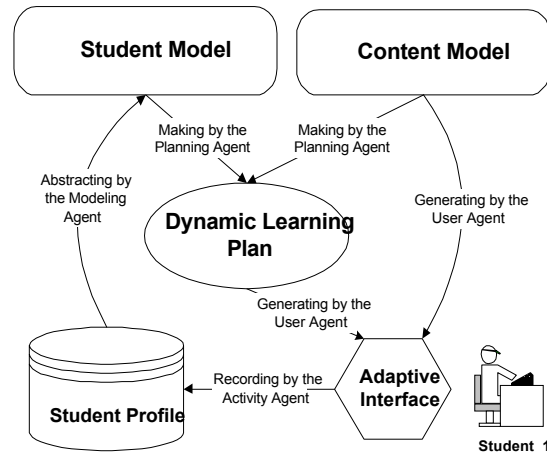 Student Model
Content Model
Making by the
Planning Agent
Making by the
Planning Agent
Abstracting by
the Modeling
Agent
Generating by the
User Agent
Dynamic Learning
Plan
Generating by the
User Agent
Recording by the
Activity Agent
Adaptive
Interface
Student Profile
Student 1